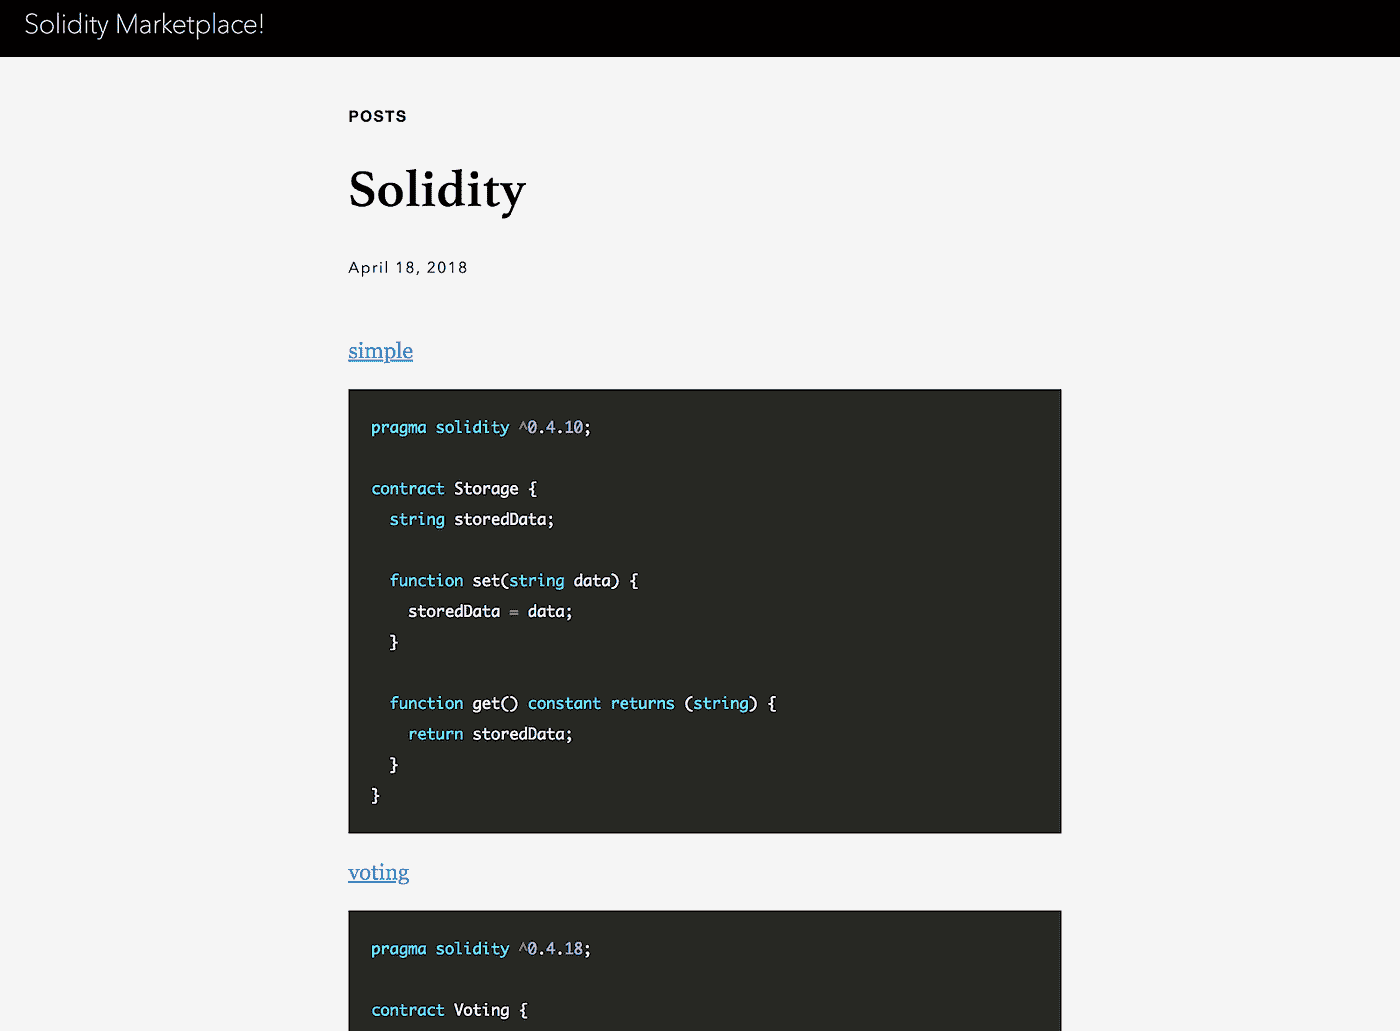 Solidity Marketplace!
POSTS
Solidity
April 18, 2018
simple
pragma solidity ^0.4.10;
contract Storage {
string storedData;
function set(string data) {
storedData = data;
}
function get() constant returns (string) {
return storedData;
}
}
voting
pragma solidity ^0.4.18;
contract Voting {